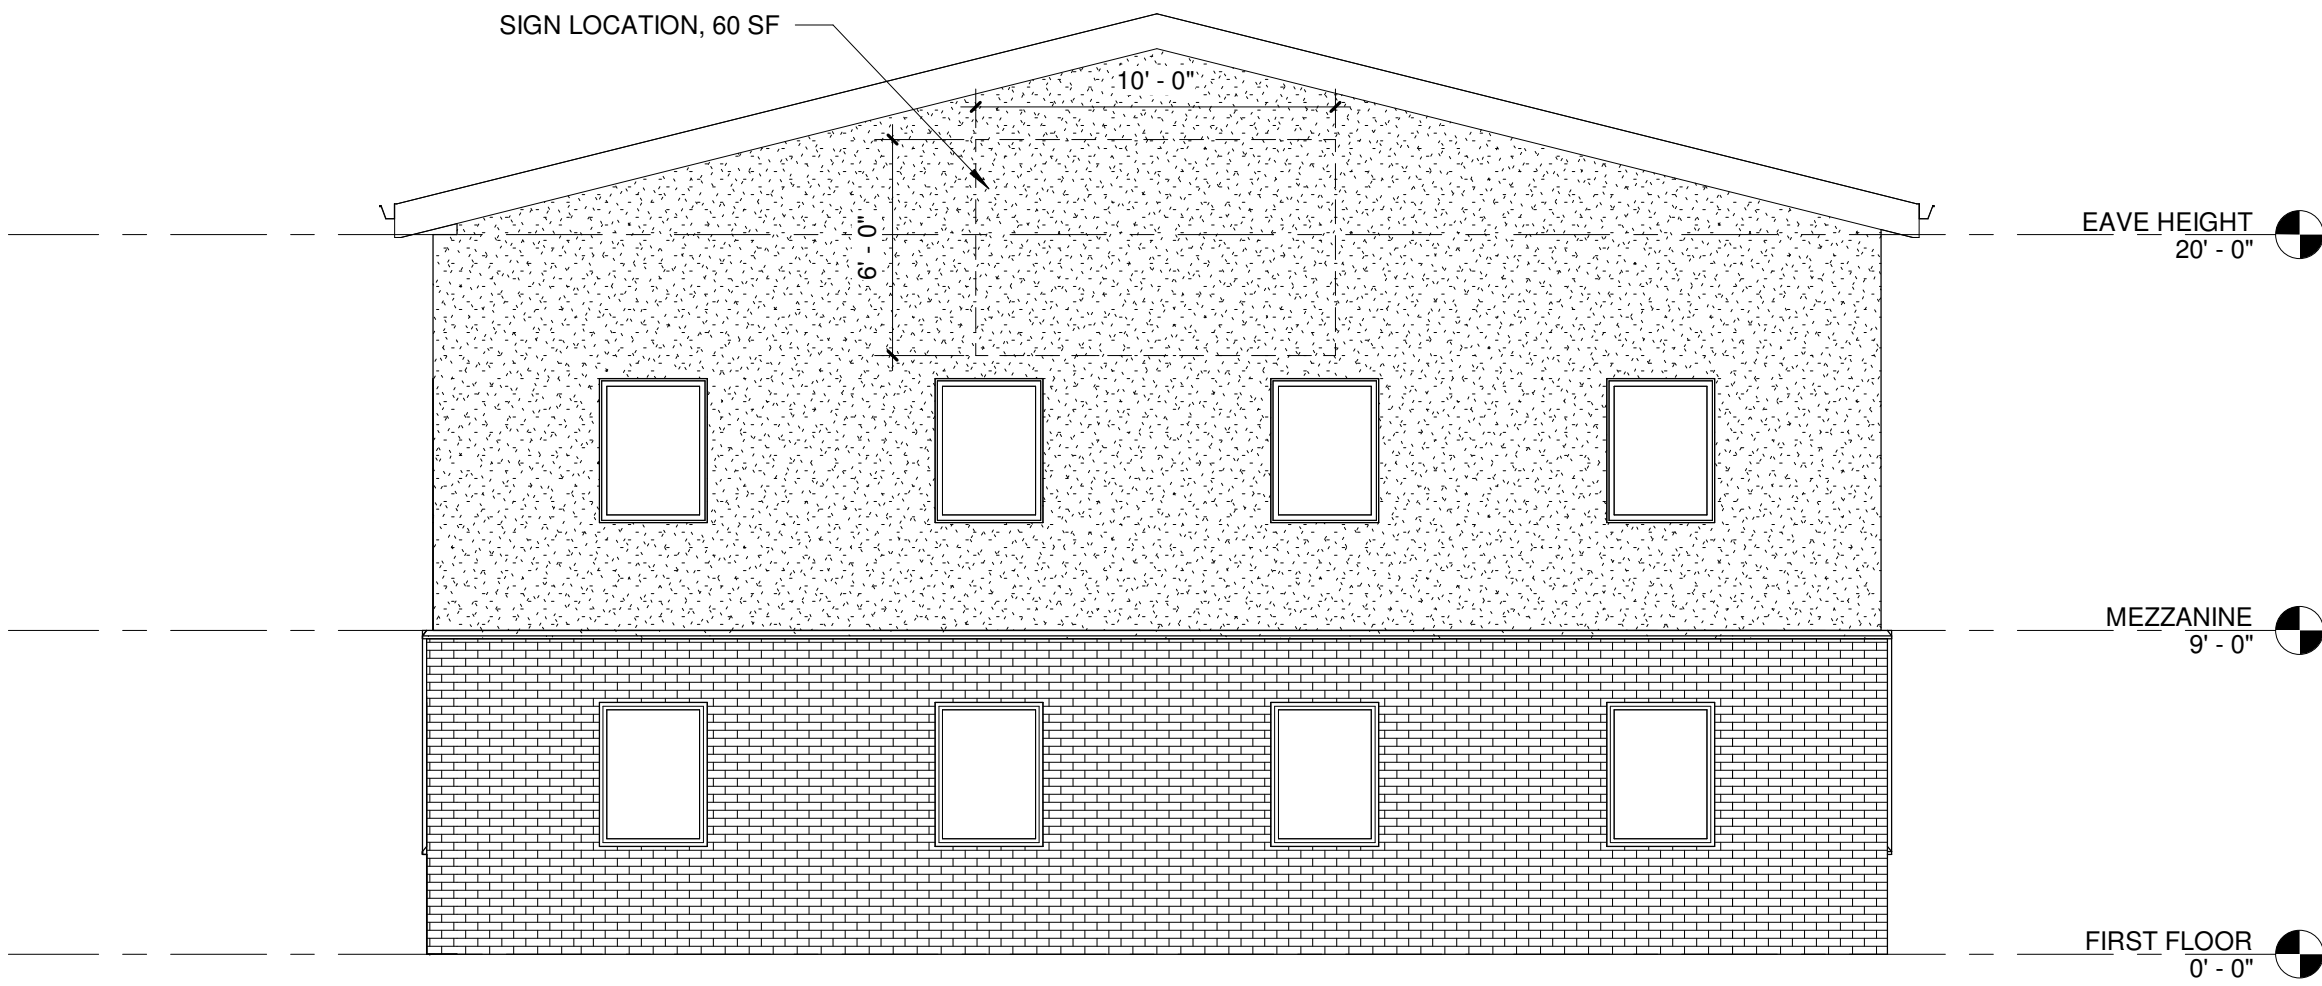 SIGN LOCATION, 60 SF
10' - 0"
6' - 0"
EAVE HEIGHT
20' - 0"
MEZZANINE
9' - 0"
FIRST FLOOR
0' - 0"